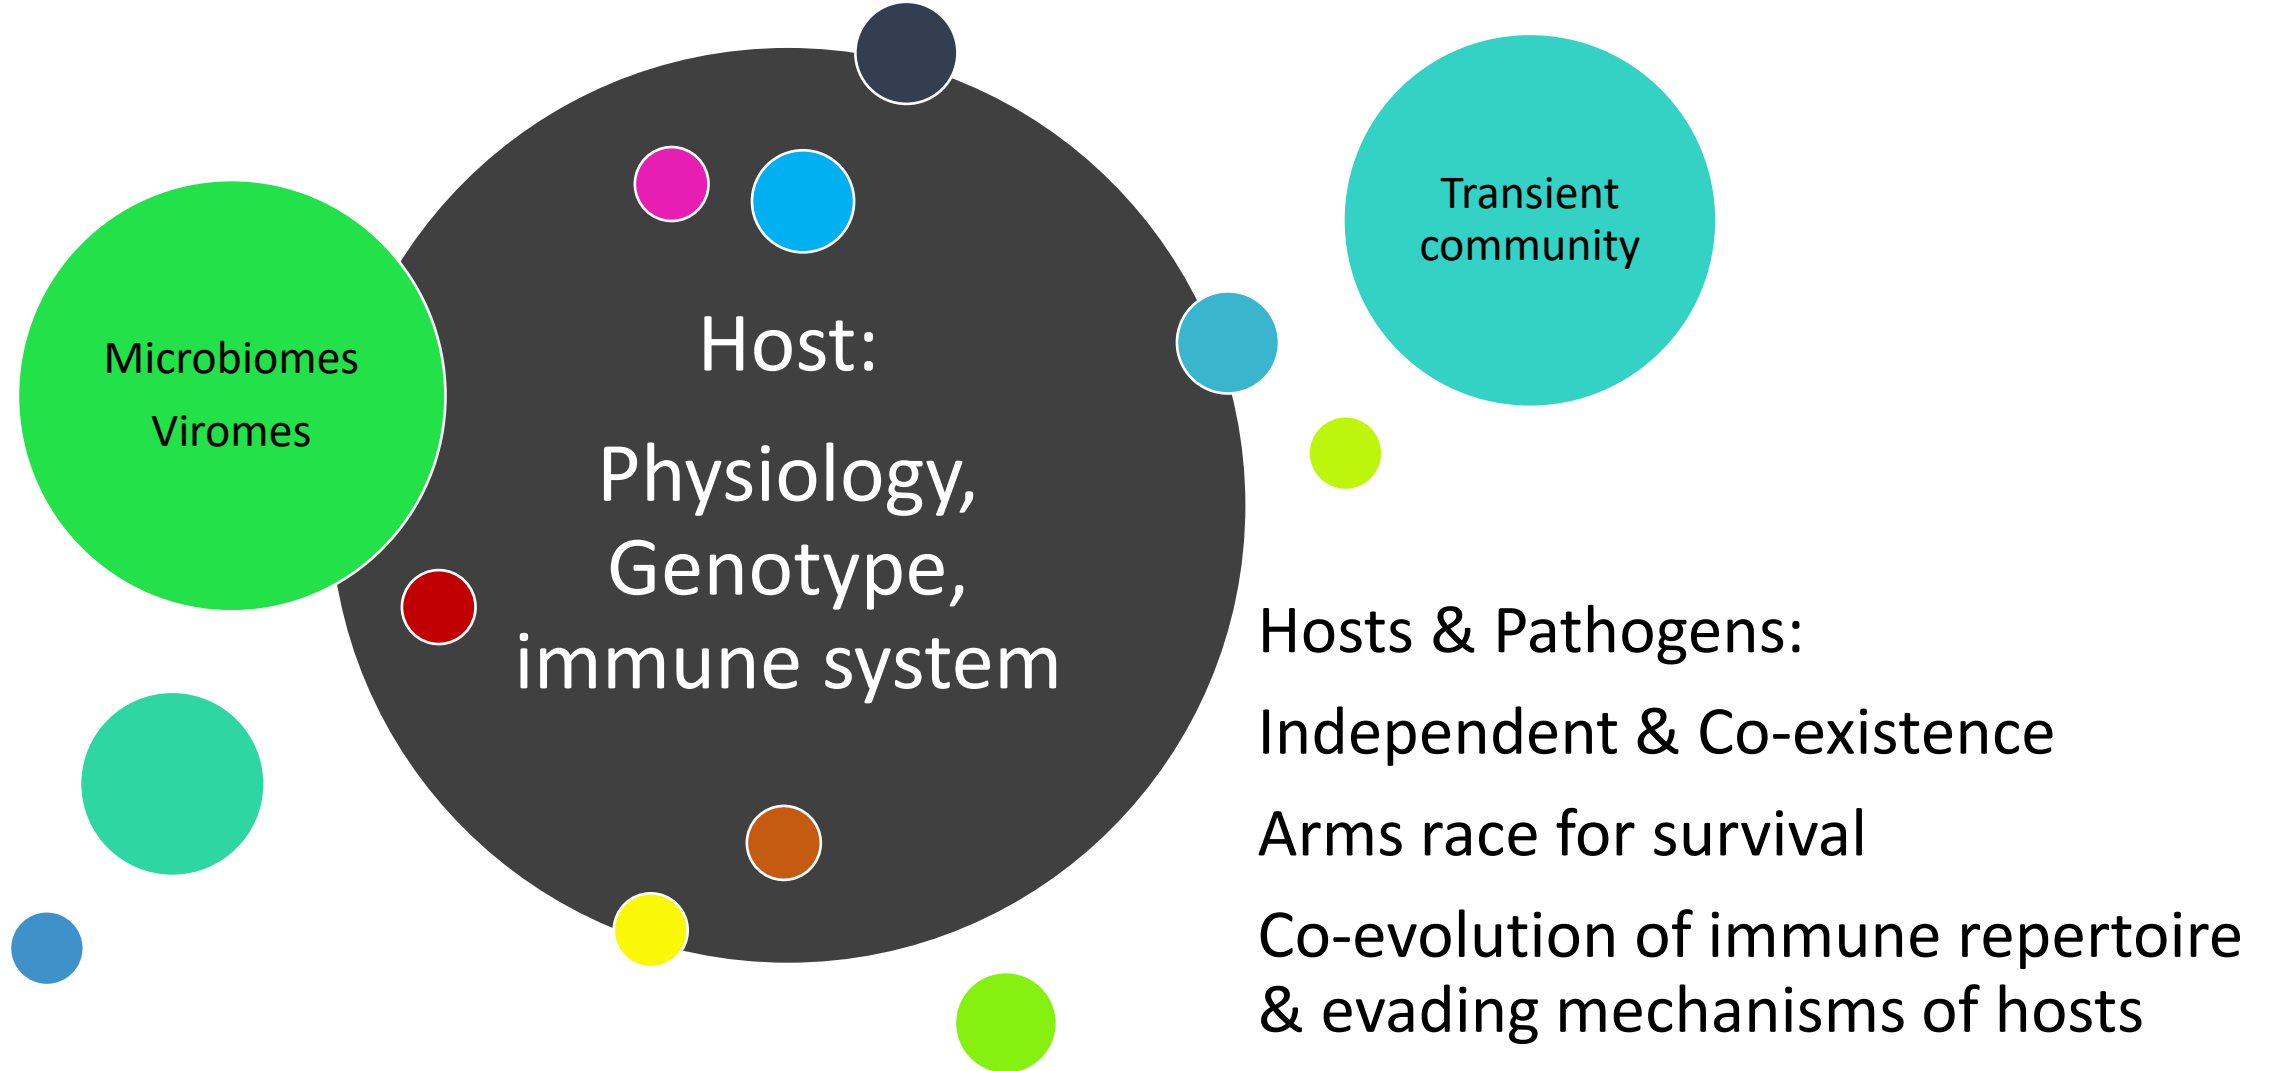 Microbiomes
Viromes
Host:
Physiology,
Genotype,
immune system
Transient
community
Hosts & Pathogens:
Independent & Co-existence
Arms race for survival
Co-evolution of immune repertoire
& evading mechanisms of hosts